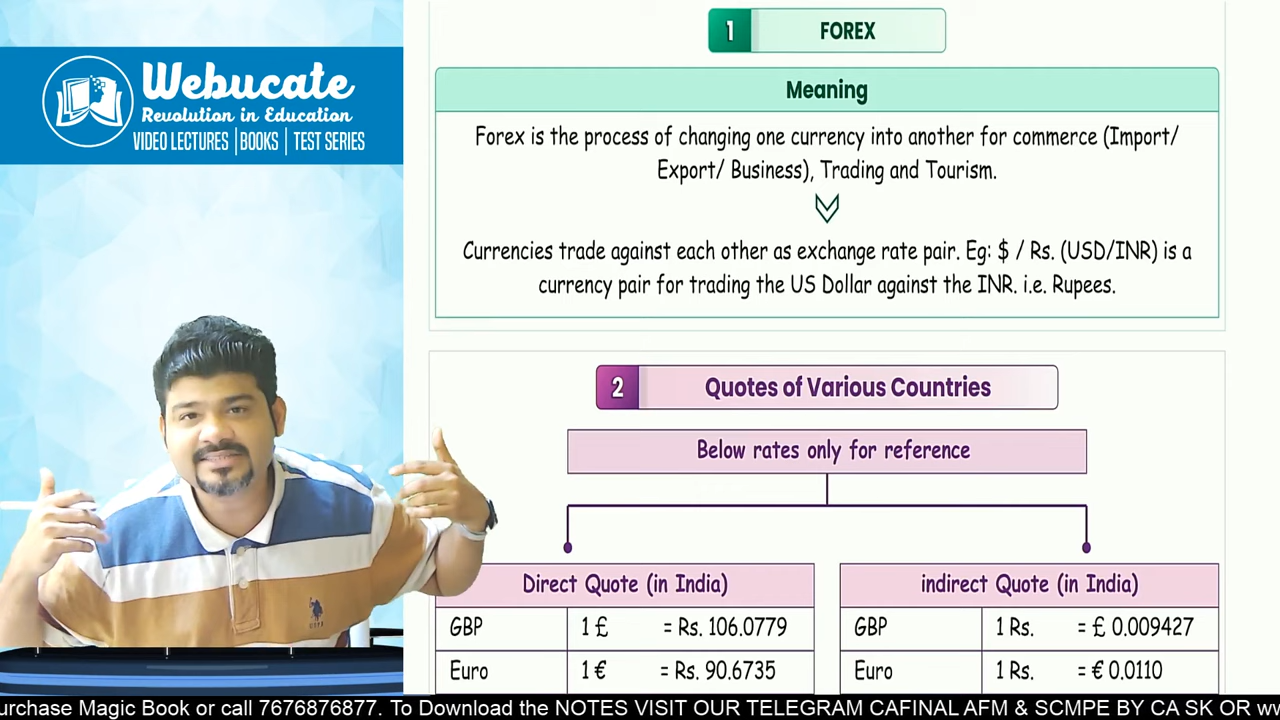 Webucate
Revolution in Education
VIDEO LECTURES | BOOKS | TEST SERIES
1 FOREX
Meaning
Forex is the process of changing one currency into another for commerce (Import/
Export/ Business), Trading and Tourism.
Currencies trade against each other as exchange rate pair. Eg: $ / Rs. (USD/INR) is a
currency pair for trading the US Dollar against the INR. i.e. Rupees.
2 Quotes of Various Countries
Below rates only for reference
Direct Quote (in India)
GBP 1 £ = Rs. 106.0779
Euro 1 € = Rs. 90.6735
indirect Quote (in India)
GBP 1 Rs. = £ 0.009427
Euro 1 Rs. = € 0.0110
urchase Magic Book or call 7676876877. To Download the NOTES VISIT OUR TELEGRAM CAFINAL AFM & SCMPE BY CA SK OR